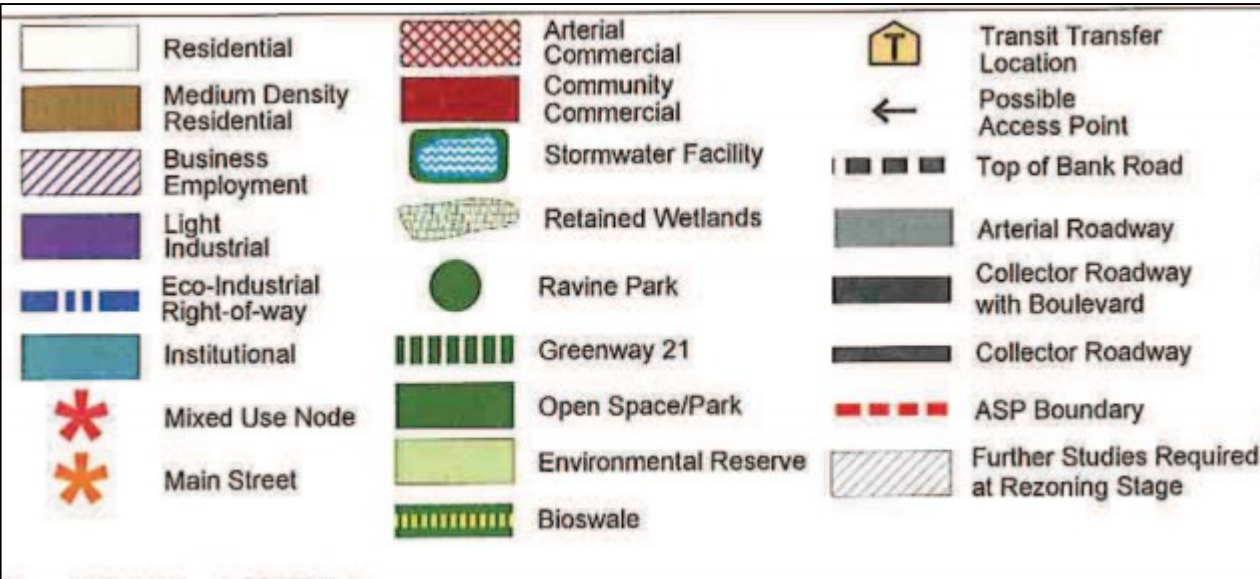 Residential
Medium Density
Residential
Business
Employment
Light
Industrial
Eco-Industrial
Right-of-way
Institutional
Mixed Use Node
Main Street
Arterial
Commercial
Community
Commercial
Stormwater Facility
Retained Wetlands
Ravine Park
Greenway 21
Open Space/Park
Environmental Reserve
Bioswale
T
Transit Transfer
Location
Possible
Access Point
Top of Bank Road
Arterial Roadway
Collector Roadway
with Boulevard
Collector Roadway
ASP Boundary
Further Studies Required
at Rezoning Stage